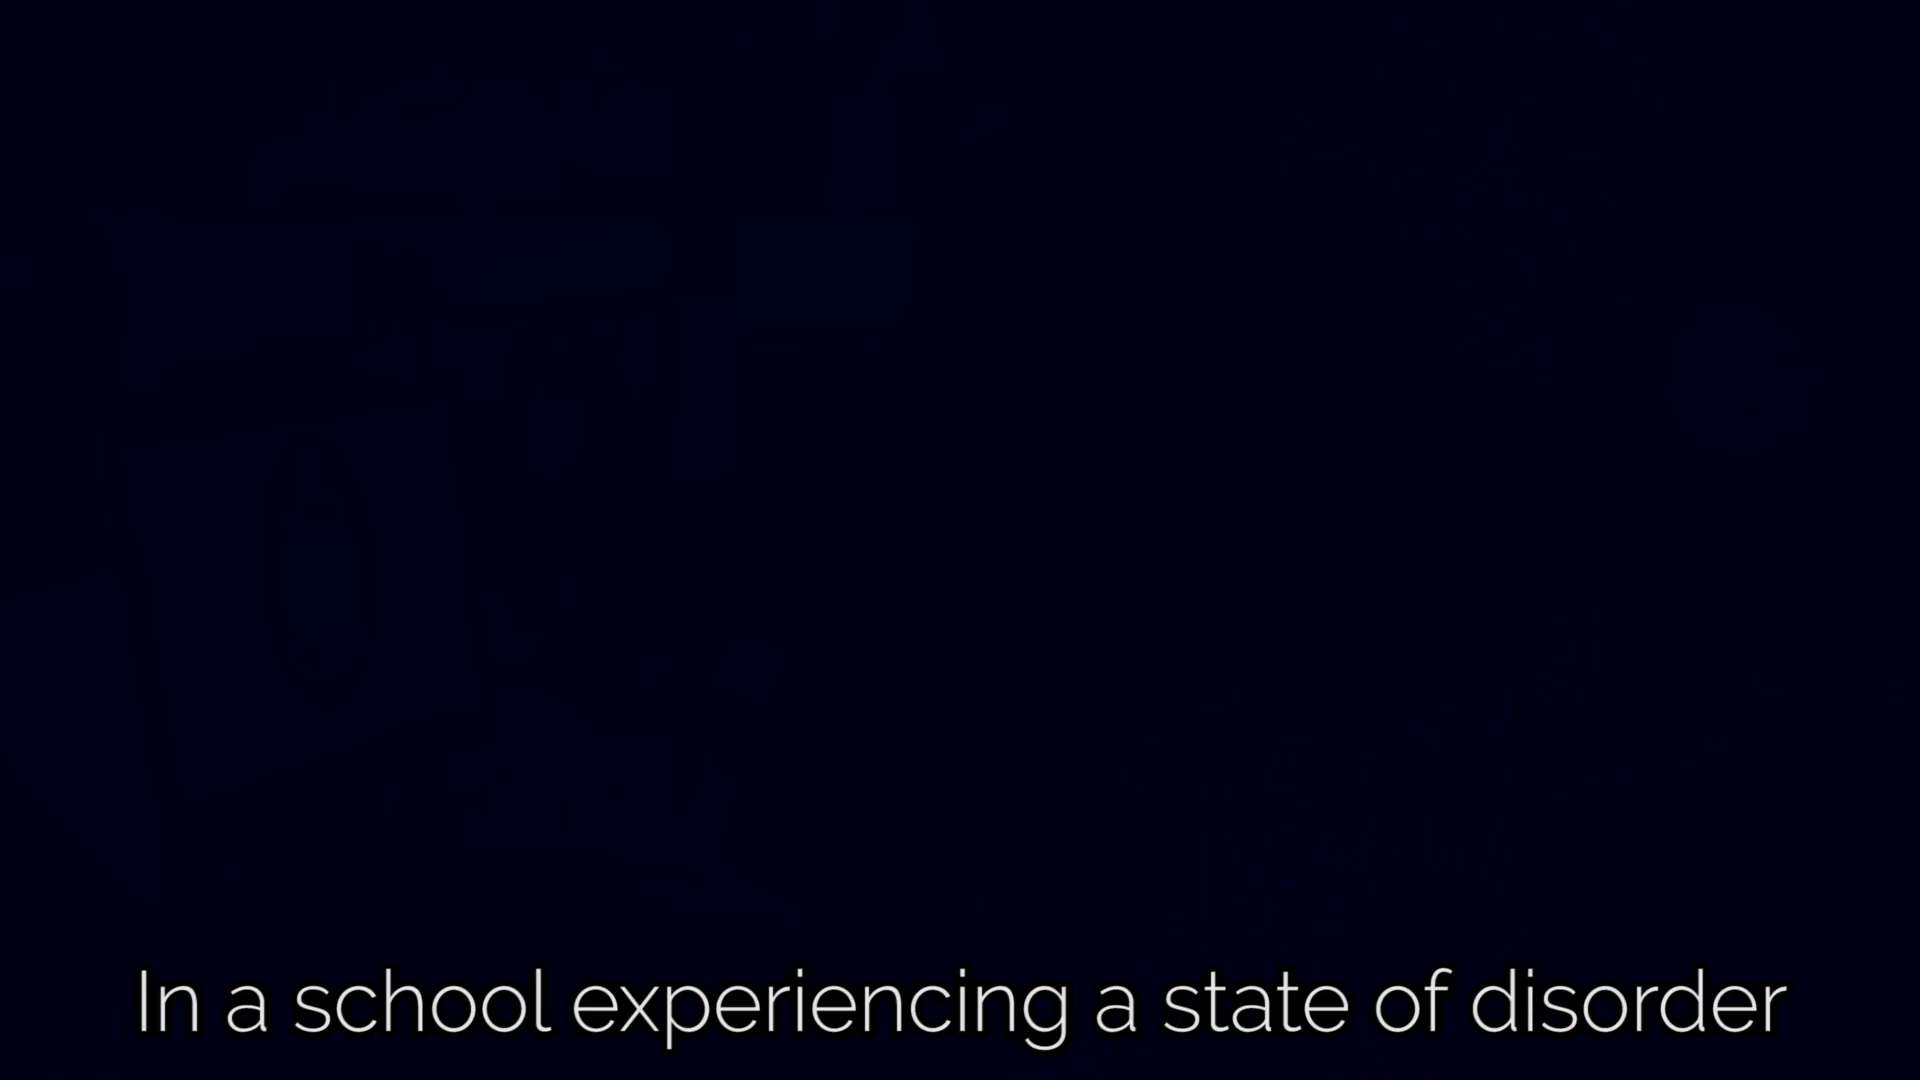 In a school experiencing a state of disorder